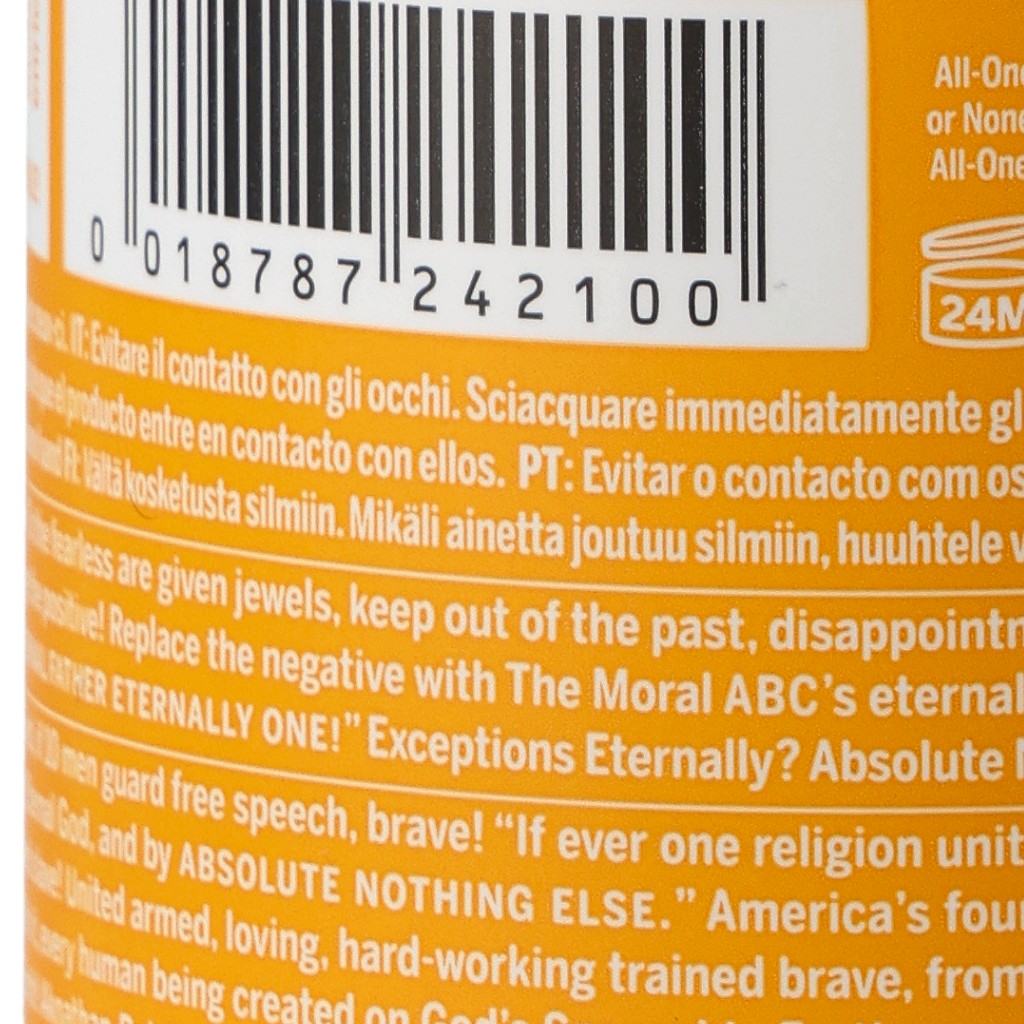 0 018787 242100
All-One
or None
All-One
24M
IT: Evitare il contatto con gli occhi. Sciacquare immediatamente gl
producto entre en contacto con ellos. PT: Evitar o contacto com os
FI: Vältä kosketusta silmiin. Mikäli ainetta joutuu silmiin, huuhtele v
fearless are given jewels, keep out of the past, disappointn
positive! Replace the negative with The Moral ABC's eternal
FATHER ETERNALLY ONE!" Exceptions Eternally? Absolute
10 men guard free speech, brave! "If ever one religion unit
God, and by ABSOLUTE NOTHING ELSE." America's four
United armed, loving, hard-working trained brave, from
every human being created on God's